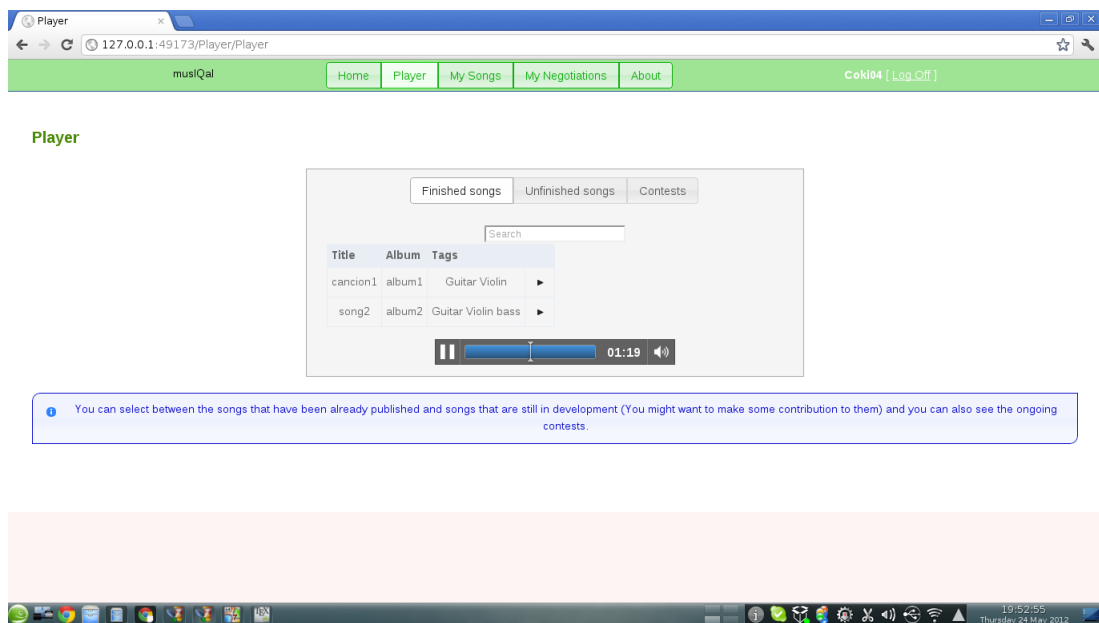 Player
127.0.0.1:49173/Player/Player
musIQal Home Player My Songs My Negotiations About Coki04 [ Log Off ]
Player
Finished songs Unfinished songs Contests
Search
Title Album Tags
cancion1 album1 Guitar Violin
song2 album2 Guitar Violin bass
01:19
You can select between the songs that have been already published and songs that are still in development (You might want to make some contribution to them) and you can also see the ongoing
contests.
19:52:55
Thursday 24 May 2012